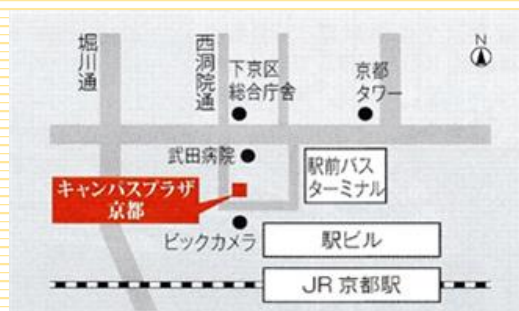 堀川通
西洞院通
下京区
総合庁舎
京都
タワー
N
武田病院
駅前バス
ターミナル
キャンパスプラザ
京都
ビックカメラ
駅ビル
JR 京都駅